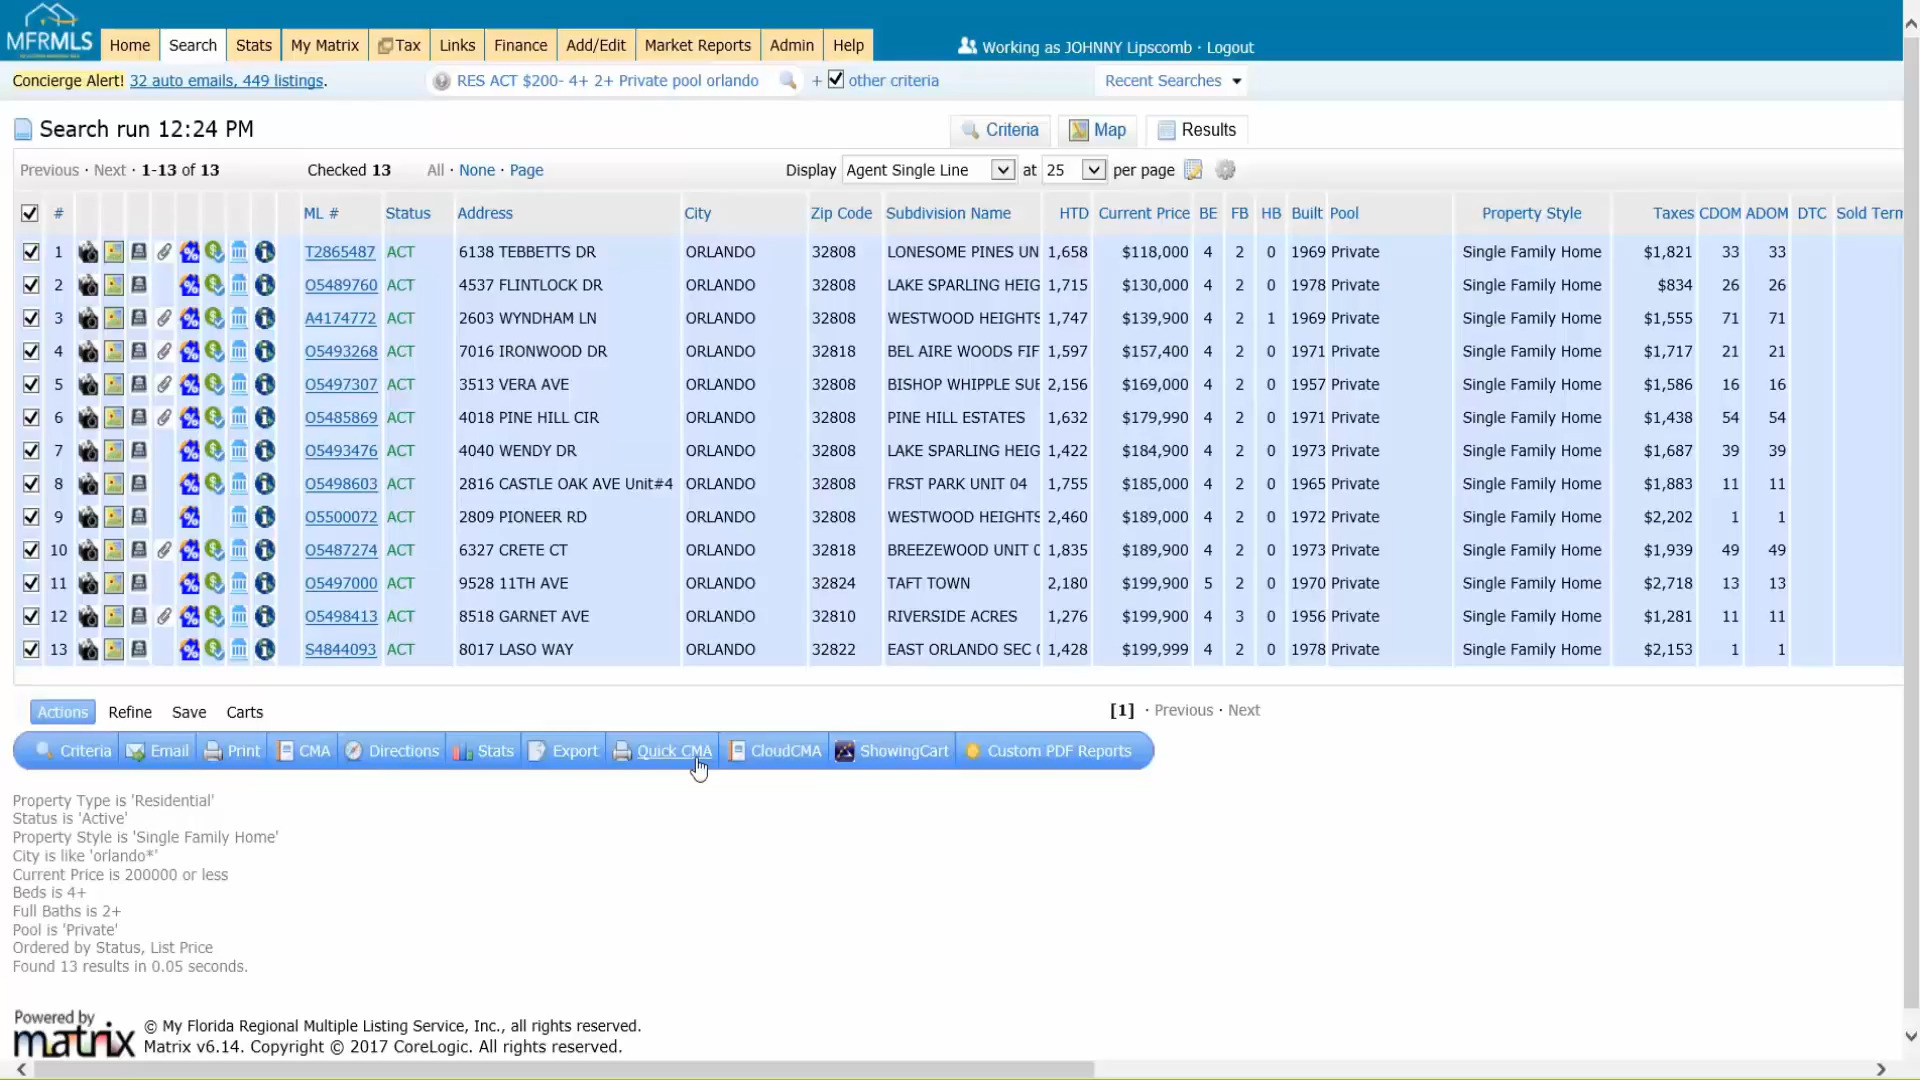 MFRMLS
Home Search Stats My Matrix Tax Links Finance Add/Edit Market Reports Admin Help
Working as JOHNNY Lipscomb · Logout
Concierge Alert! 32 auto emails, 449 listings.
RES ACT $200- 4+ 2+ Private pool orlando + other criteria
Recent Searches
Search run 12:24 PM
Criteria Map Results
Previous · Next · 1-13 of 13 Checked 13 All · None · Page Display Agent Single Line at 25 per page
# ML # Status Address City Zip Code Subdivision Name HTD Current Price BE FB HB Built Pool Property Style Taxes CDOM ADOM DTC Sold Term
1 T2865487 ACT 6138 TEBBETTS DR ORLANDO 32808 LONESOME PINES UN 1,658 $118,000 4 2 0 1969 Private Single Family Home $1,821 33 33
2 O5489760 ACT 4537 FLINTLOCK DR ORLANDO 32808 LAKE SPARLING HEIG 1,715 $130,000 4 2 0 1978 Private Single Family Home $834 26 26
3 A4174772 ACT 2603 WYNDHAM LN ORLANDO 32808 WESTWOOD HEIGHTS 1,747 $139,900 4 2 1 1969 Private Single Family Home $1,555 71 71
4 O5493268 ACT 7016 IRONWOOD DR ORLANDO 32818 BEL AIRE WOODS FIF 1,597 $157,400 4 2 0 1971 Private Single Family Home $1,717 21 21
5 O5497307 ACT 3513 VERA AVE ORLANDO 32808 BISHOP WHIPPLE SUB 2,156 $169,000 4 2 0 1957 Private Single Family Home $1,586 16 16
6 O5485869 ACT 4018 PINE HILL CIR ORLANDO 32808 PINE HILL ESTATES 1,632 $179,990 4 2 0 1971 Private Single Family Home $1,438 54 54
7 O5493476 ACT 4040 WENDY DR ORLANDO 32808 LAKE SPARLING HEIG 1,422 $184,900 4 2 0 1973 Private Single Family Home $1,687 39 39
8 O5498603 ACT 2816 CASTLE OAK AVE Unit#4 ORLANDO 32808 FRST PARK UNIT 04 1,755 $185,000 4 2 0 1965 Private Single Family Home $1,883 11 11
9 O5500072 ACT 2809 PIONEER RD ORLANDO 32808 WESTWOOD HEIGHTS 2,460 $189,000 4 2 0 1972 Private Single Family Home $2,202 1 1
10 O5487274 ACT 6327 CRETE CT ORLANDO 32818 BREEZEWOOD UNIT 0 1,835 $189,900 4 2 0 1973 Private Single Family Home $1,939 49 49
11 O5497000 ACT 9528 11TH AVE ORLANDO 32824 TAFT TOWN 2,180 $199,900 5 2 0 1970 Private Single Family Home $2,718 13 13
12 O5498413 ACT 8518 GARNET AVE ORLANDO 32810 RIVERSIDE ACRES 1,276 $199,900 4 3 0 1956 Private Single Family Home $1,281 11 11
13 S4844093 ACT 8017 LASO WAY ORLANDO 32822 EAST ORLANDO SEC 1,428 $199,999 4 2 0 1978 Private Single Family Home $2,153 1 1
Actions Refine Save Carts [1] · Previous · Next
Criteria Email Print CMA Directions Stats Export Quick CMA CloudCMA ShowingCart Custom PDF Reports
Property Type is 'Residential'
Status is 'Active'
Property Style is 'Single Family Home'
City is like 'orlando*'
Current Price is 200000 or less
Beds is 4+
Full Baths is 2+
Pool is 'Private'
Ordered by Status, List Price
Found 13 results in 0.05 seconds.
Powered by
matrix
© My Florida Regional Multiple Listing Service, Inc., all rights reserved.
Matrix v6.14. Copyright © 2017 CoreLogic. All rights reserved.